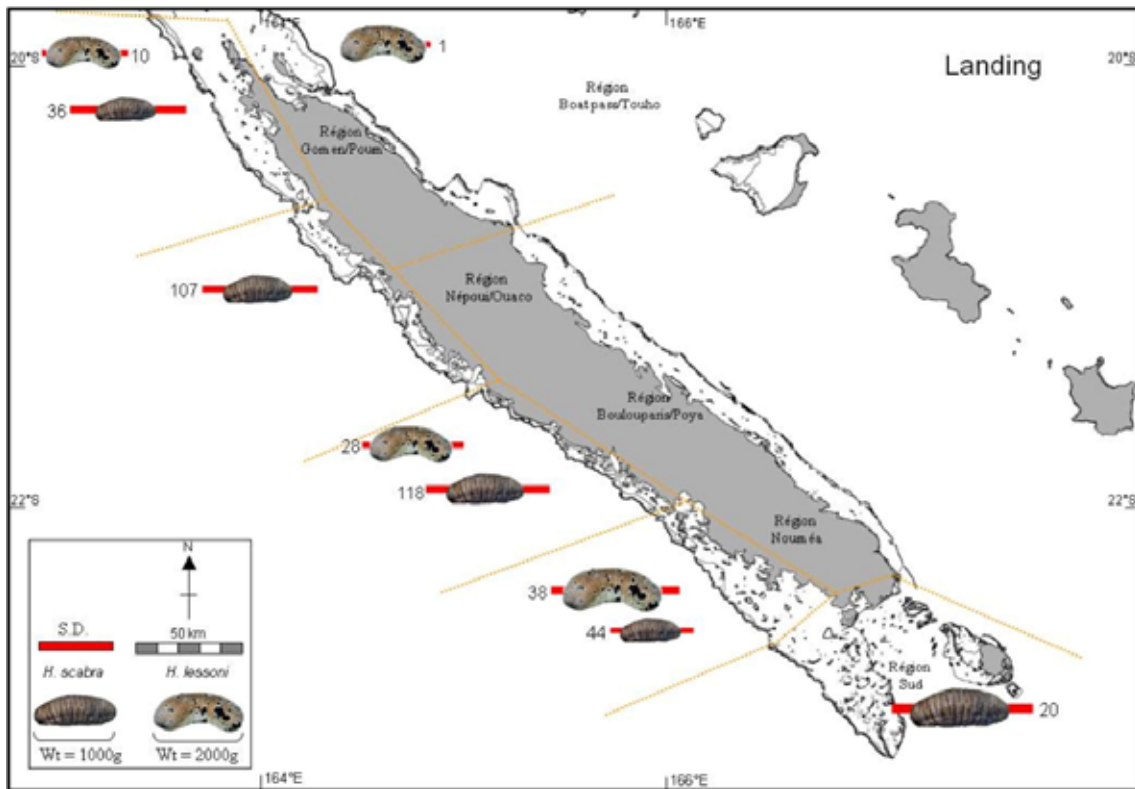 164°E
166°E
20°S
10
1
Landing
20°S
36
Région
Boatpass/Touho
Région
Gomen/Poum
107
Région
Népoui/Ouaco
Région
Boulouparis/Poya
28
118
22°S
22°S
Région
Nouméa
38
44
Région
Sud
20
N
50 km
S.D.
H. scabra
H. lessoni
Wt = 1000g
Wt = 2000g
164°E
166°E